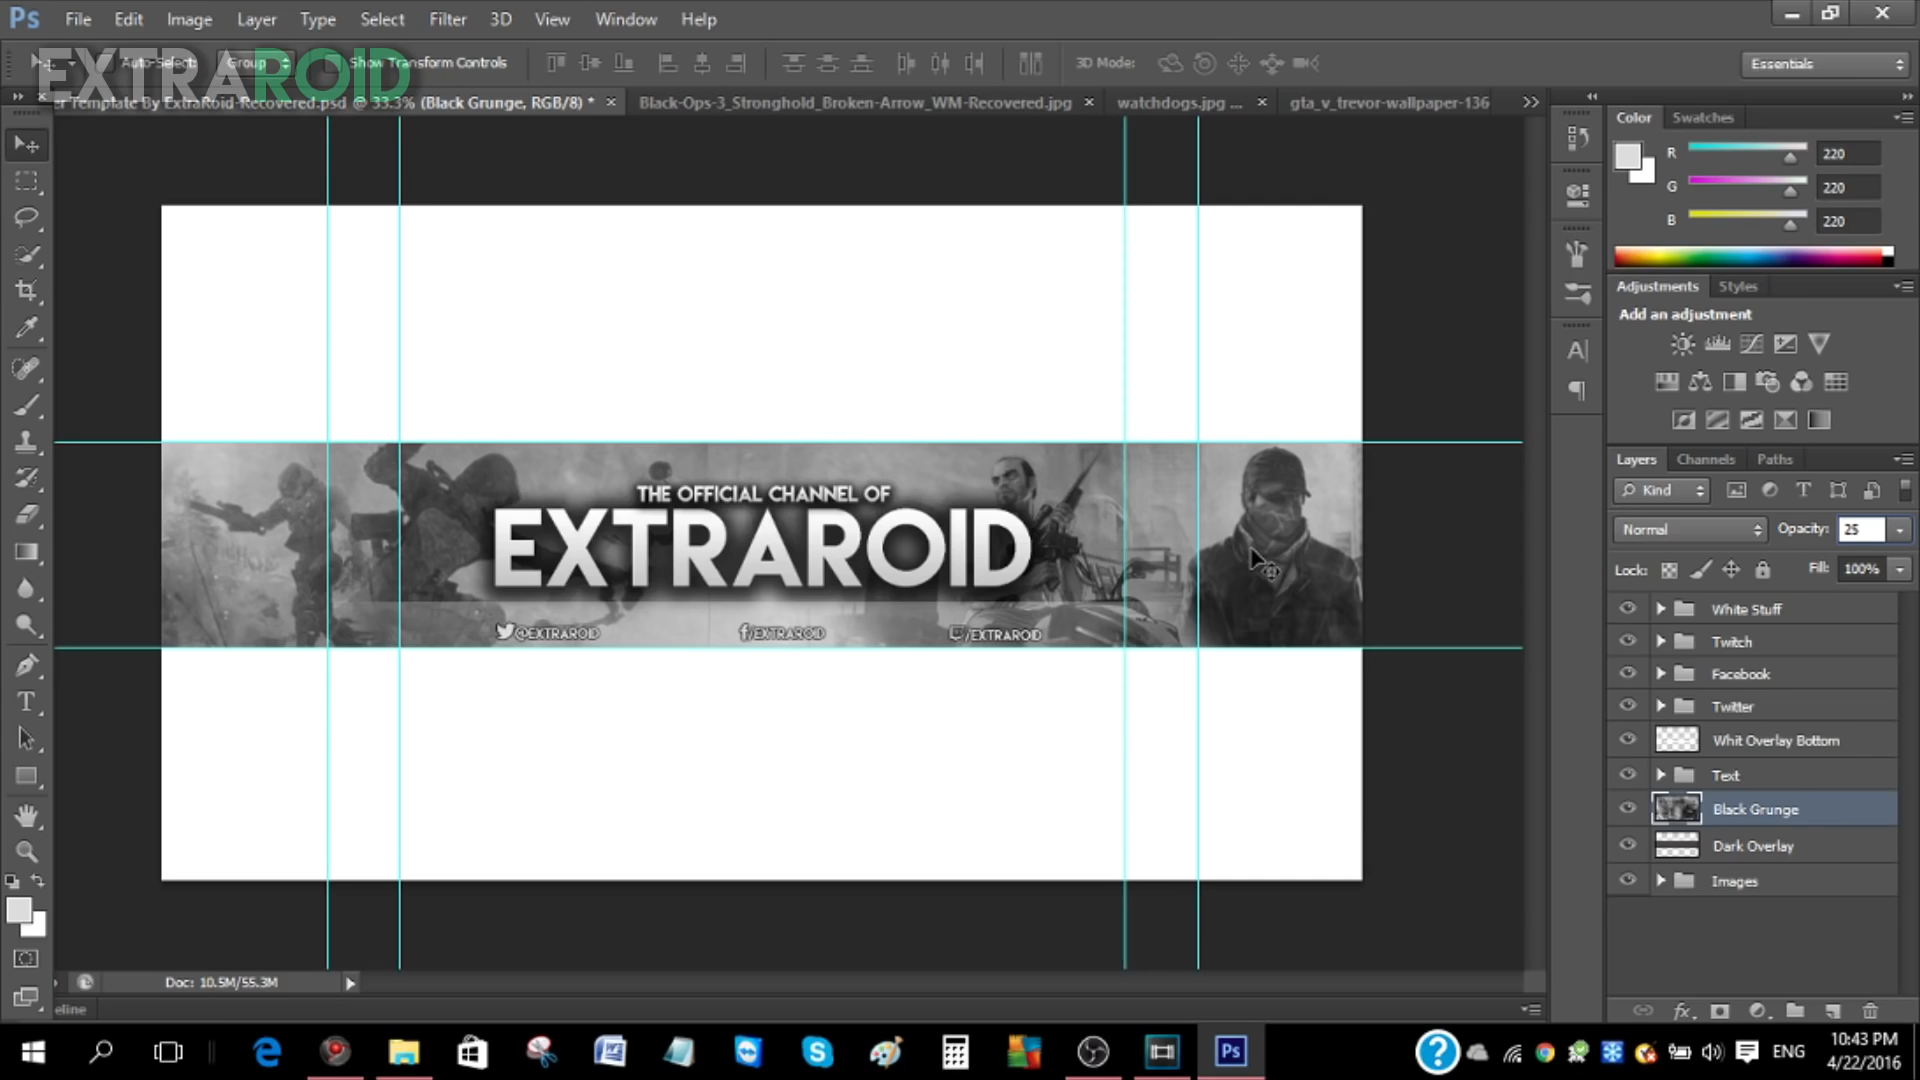 Ps File Edit Image Layer Type Select Filter 3D View Window Help
EXTRAROID
Auto-Select: Group Show Transform Controls 3D Mode: Essentials
er Template By ExtraRoid-Recovered.psd @ 33.3% (Black Grunge, RGB/8) * Black-Ops-3_Stronghold_Broken-Arrow_WM-Recovered.jpg watchdogs.jpg ... gta_v_trevor-wallpaper-136
Color Swatches
R 220
G 220
B 220
Adjustments Styles
Add an adjustment
Layers Channels Paths
Kind
Normal Opacity: 25
Lock: Fill: 100%
White Stuff
Twitch
Facebook
Twitter
Whit Overlay Bottom
Text
Black Grunge
Dark Overlay
Images
THE OFFICIAL CHANNEL OF
EXTRAROID
@EXTRAROID /EXTRAROID /EXTRAROID
Doc: 10.5M/55.3M
eline
Ps ENG 10:43 PM
4/22/2016